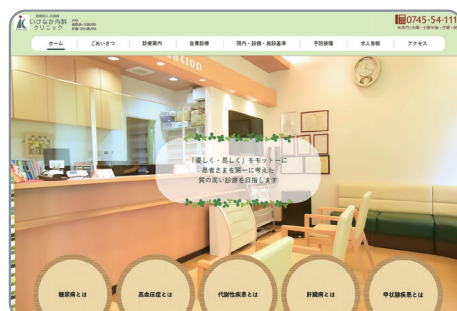 いけなか内科
クリニック
0745-54-111
ホーム
ごあいさつ
診療案内
自費診療
院内・設備・施設基準
予防接種
求人情報
アクセス
「優しく・易しく」をモットーに
患者さまを第一に考えた
質の高い診療を目指します
糖尿病とは
高血圧症とは
代謝性疾患とは
肝臓病とは
甲状腺疾患とは